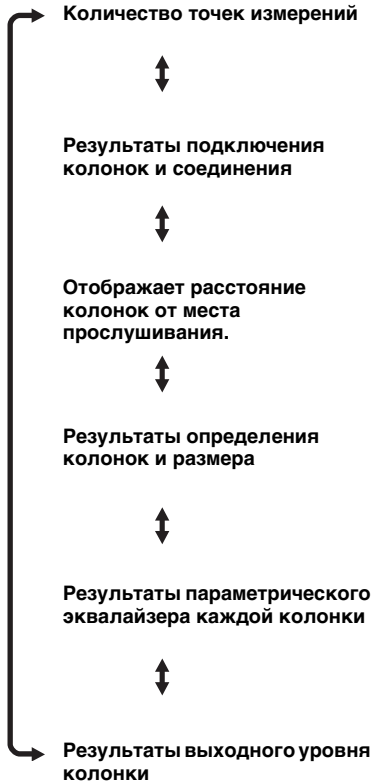 Количество точек измерений
Результаты подключения
колонок и соединения
Отображает расстояние
колонок от места
прослушивания.
Результаты определения
колонок и размера
Результаты параметрического
эквалайзера каждой колонки
Результаты выходного уровня
колонки